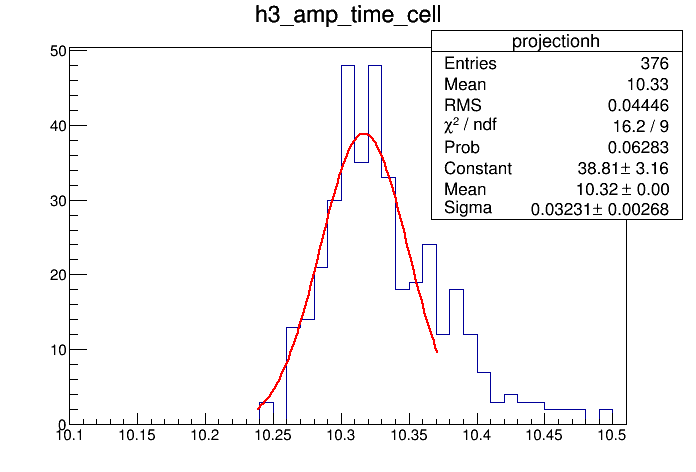 h3_amp_time_cell
projectionh
Entries 376
Mean 10.33
RMS 0.04446
χ² / ndf 16.2 / 9
Prob 0.06283
Constant 38.81± 3.16
Mean 10.32 ± 0.00
Sigma 0.03231± 0.00268
50
40
30
20
10
0
10.1 10.15 10.2 10.25 10.3 10.35 10.4 10.45 10.5